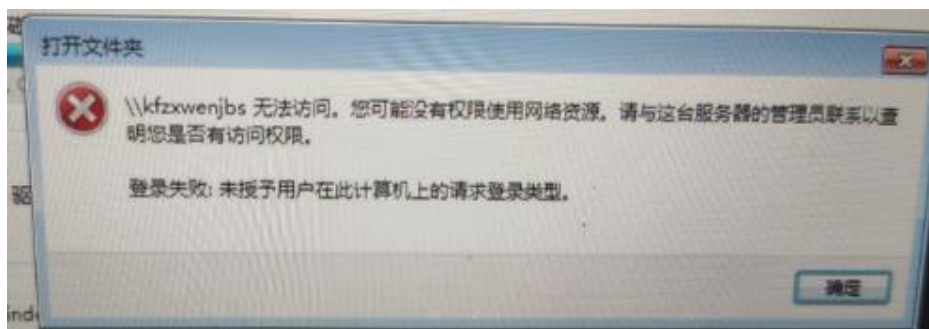 打开文件夹
\\kfzxwenjbs 无法访问。您可能没有权限使用网络资源。请与这台服务器的管理员联系以查
明您是否有访问权限。
登录失败: 未授予用户在此计算机上的请求登录类型。
驱
确定
ind